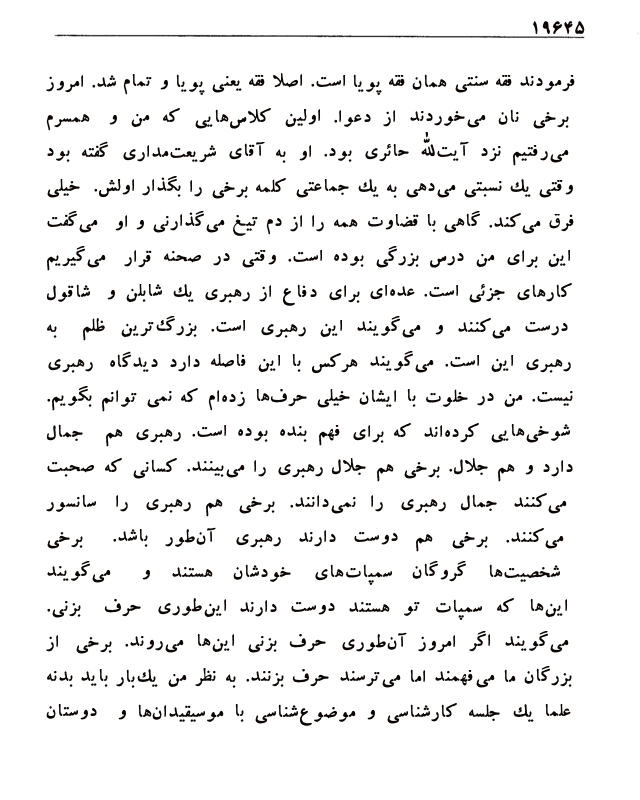 ۱۹۶۴۵
فرمودند فقه سنتی همان فقه پویا است. اصلا فقه یعنی پویا و تمام شد. امروز
برخی نان می‌خوردند از دعوا. اولین کلاس‌هایی که من و همسرم
می‌رفتیم نزد آیت‌الله حائری بود. او به آقای شریعت‌مداری گفته بود
وقتی یك نسبتی می‌دهی به یك جماعتی کلمه برخی را بگذار اولش. خیلی
فرق می‌کند. گاهی با قضاوت همه را از دم تیغ می‌گذارنی و او می‌گفت
این برای من درس بزرگی بوده است. وقتی در صحنه قرار می‌گیریم
کارهای جزئی است. عده‌ای برای دفاع از رهبری یك شابلن و شاقول
درست می‌کنند و می‌گویند این رهبری است. بزرگ‌ترین ظلم به
رهبری این است. می‌گویند هرکس با این فاصله دارد دیدگاه رهبری
نیست. من در خلوت با ایشان خیلی حرف‌ها زده‌ام که نمی توانم بگویم.
شوخی‌هایی کرده‌اند که برای فهم بنده بوده است. رهبری هم جمال
دارد و هم جلال. برخی هم جلال رهبری را می‌بینند. کسانی که صحبت
می‌کنند جمال رهبری را نمی‌دانند. برخی هم رهبری را سانسور
می‌کنند. برخی هم دوست دارند رهبری آن‌طور باشد. برخی
شخصیت‌ها گروگان سمپات‌های خودشان هستند و می‌گویند
این‌ها که سمپات تو هستند دوست دارند این‌طوری حرف بزنی.
می‌گویند اگر امروز آن‌طوری حرف بزنی این‌ها می‌روند. برخی از
بزرگان ما می‌فهمند اما می‌ترسند حرف بزنند. به نظر من یك‌بار باید بدنه
علما یك جلسه کارشناسی و موضوع‌شناسی با موسیقیدان‌ها و دوستان